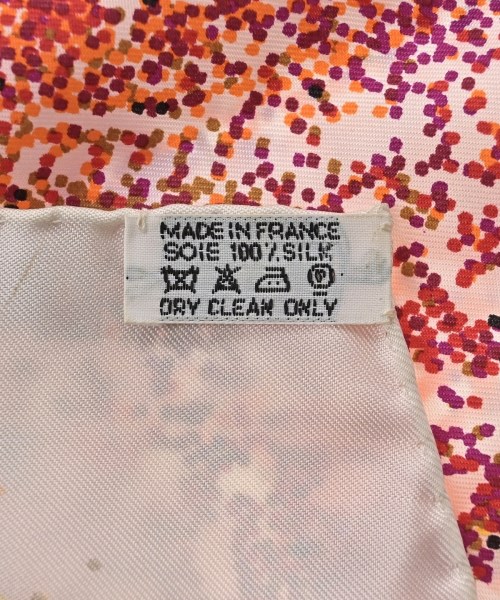 MADE IN FRANCE
SOIE 100% SILK
P
DRY CLEAN ONLY